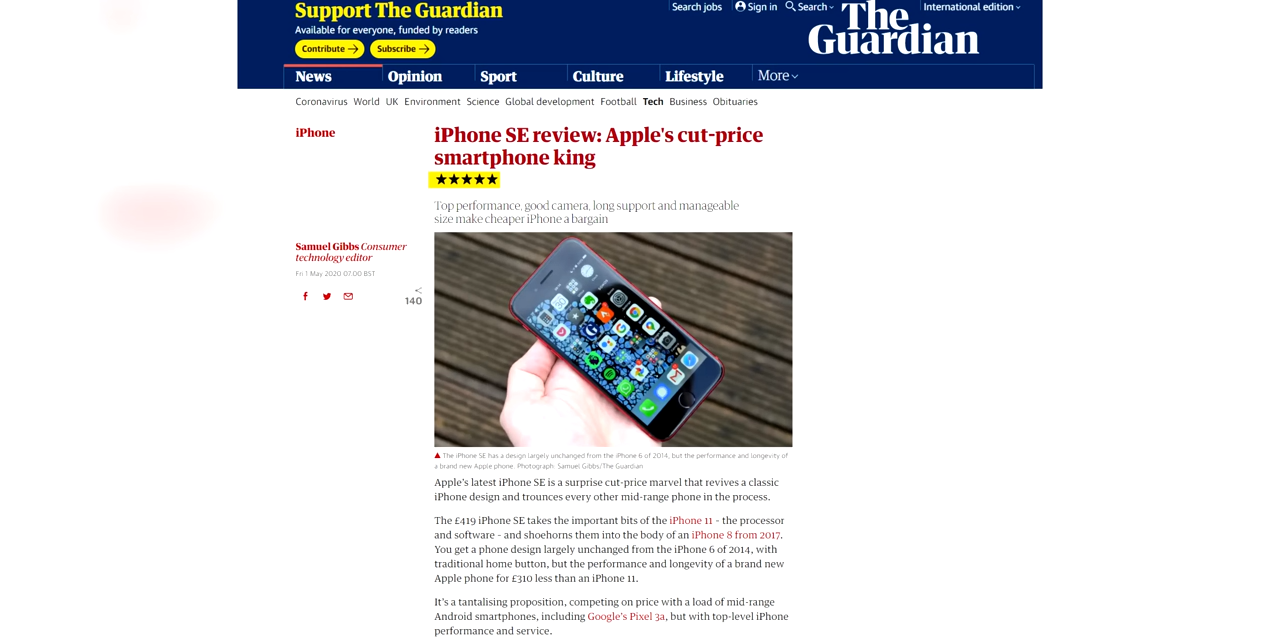 Support The Guardian
Available for everyone, funded by readers
Contribute → Subscribe →
Search jobs Sign in Search International edition
The
Guardian
News Opinion Sport Culture Lifestyle More
Coronavirus World UK Environment Science Global development Football Tech Business Obituaries
iPhone
iPhone SE review: Apple's cut-price
smartphone king
★★★★★
Top performance, good camera, long support and manageable
size make cheaper iPhone a bargain
Samuel Gibbs Consumer
technology editor
Fri 1 May 2020 07.00 BST
140
▲ The iPhone SE has a design largely unchanged from the iPhone 6 of 2014, but the performance and longevity of
a brand new Apple phone. Photograph: Samuel Gibbs/The Guardian
Apple's latest iPhone SE is a surprise cut-price marvel that revives a classic
iPhone design and trounces every other mid-range phone in the process.
The £419 iPhone SE takes the important bits of the iPhone 11 - the processor
and software - and shoehorns them into the body of an iPhone 8 from 2017.
You get a phone design largely unchanged from the iPhone 6 of 2014, with
traditional home button, but the performance and longevity of a brand new
Apple phone for £310 less than an iPhone 11.
It's a tantalising proposition, competing on price with a load of mid-range
Android smartphones, including Google's Pixel 3a, but with top-level iPhone
performance and service.